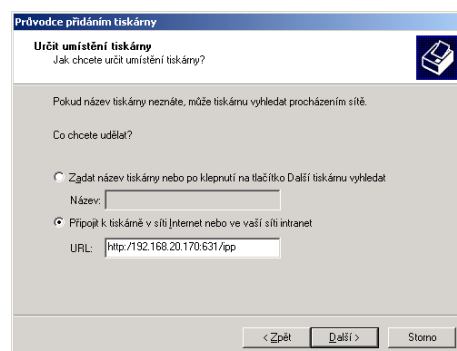 Průvodce přidáním tiskárny
Určit umístění tiskárny
Jak chcete určit umístění tiskárny?
Pokud název tiskárny neznáte, může tiskárnu vyhledat procházením sítě.
Co chcete udělat?
Zadat název tiskárny nebo po klepnutí na tlačítko Další tiskárnu vyhledat
Název:
Připojit k tiskárně v síti Internet nebo ve vaší síti intranet
URL: http:/192.168.20.170:631/ipp
< Zpět Další > Storno